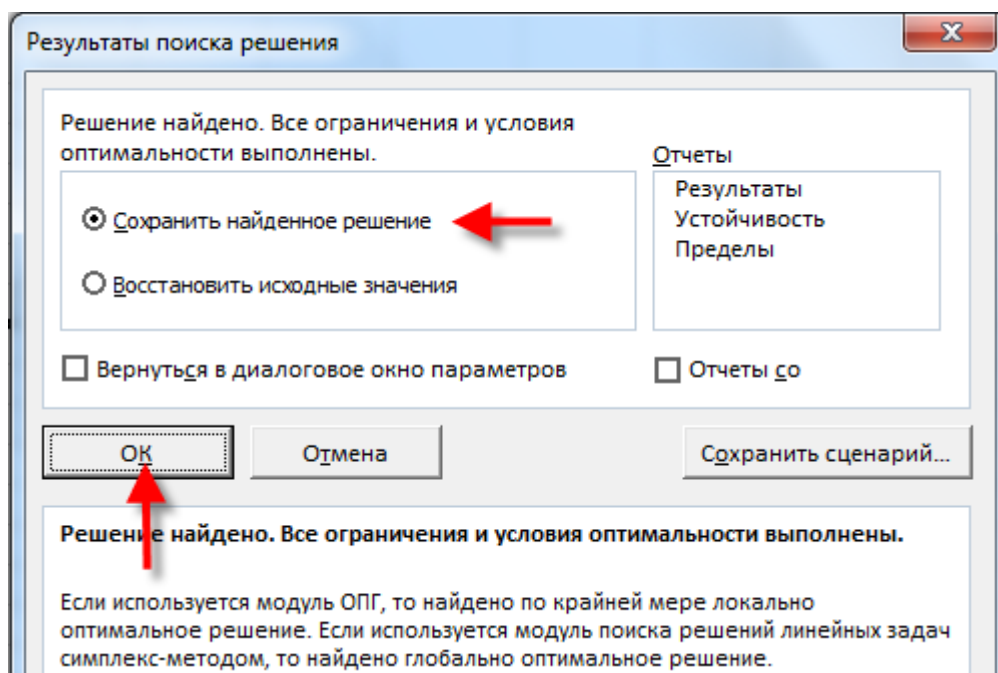 Результаты поиска решения
Решение найдено. Все ограничения и условия
оптимальности выполнены.
Отчеты
Сохранить найденное решение
Восстановить исходные значения
Результаты
Устойчивость
Пределы
Вернуться в диалоговое окно параметров
Отчеты со
ОК
Отмена
Сохранить сценарий...
Решение найдено. Все ограничения и условия оптимальности выполнены.
Если используется модуль ОПГ, то найдено по крайней мере локально
оптимальное решение. Если используется модуль поиска решений линейных задач
симплекс-методом, то найдено глобально оптимальное решение.